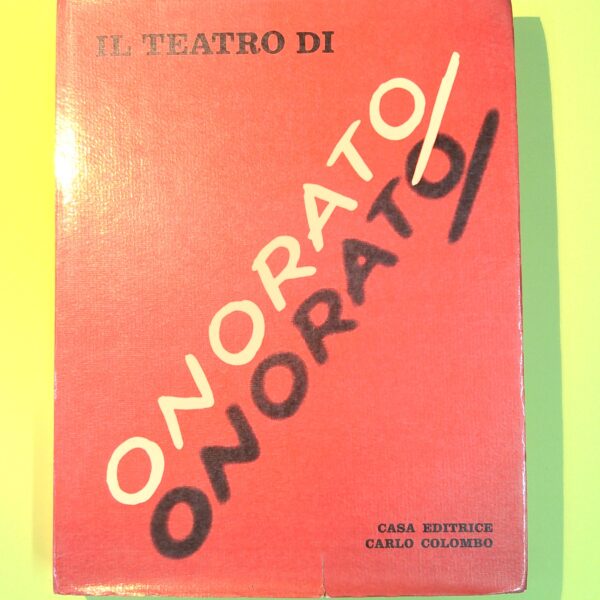 IL TEATRO DI
ONORATO/
ONORATO/
CASA EDITRICE
CARLO COLOMBO